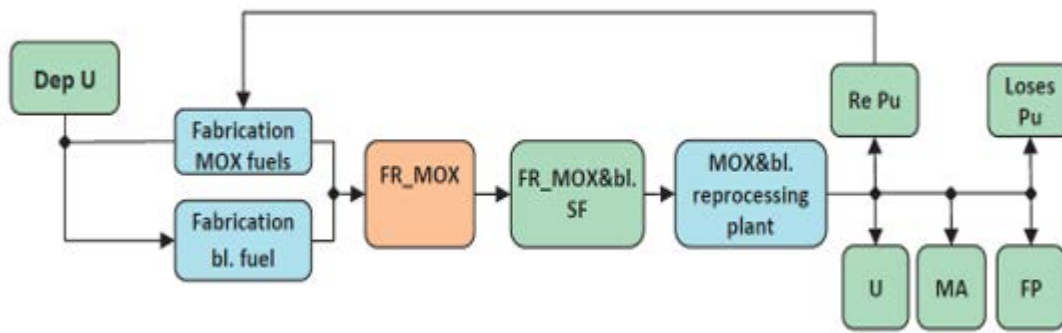 Dep U
Fabrication
MOX fuels
Fabrication
bl. fuel
FR_MOX
FR_MOX&bl.
SF
MOX&bl.
reprocessing
plant
Re Pu
Loses
Pu
U
MA
FP